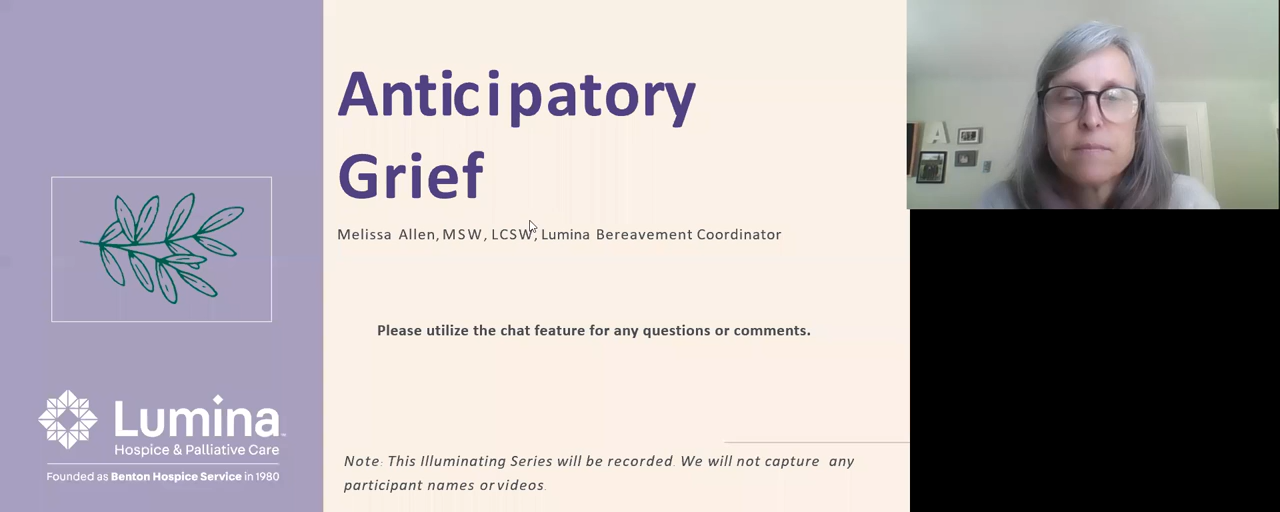 Anticipatory
Grief
Melissa Allen, MSW, LCSW, Lumina Bereavement Coordinator
Please utilize the chat feature for any questions or comments.
Lumina
Hospice & Palliative Care
Founded as Benton Hospice Service in 1980
Note: This Illuminating Series will be recorded. We will not capture any
participant names or videos.
A